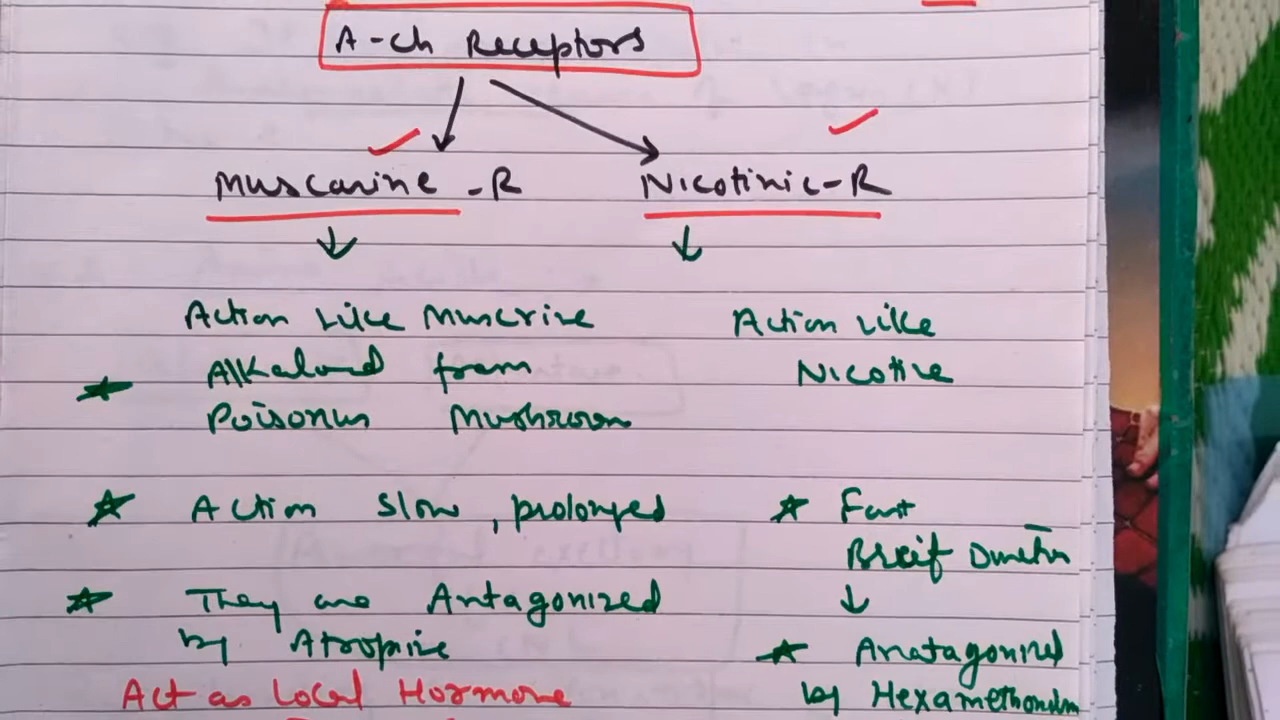 A-ch Receptors
Muscarine -R
Nicotinic-R
Action Like Muscrine
Alkaloid from
Poisonus Mushroom
Action Like
Nicotine
Action slow, prolonged
Fast
Breif Duration
They are Antagonized
by Atropine
Anatagonized
by Hexamethonium
Act as Local Hormone